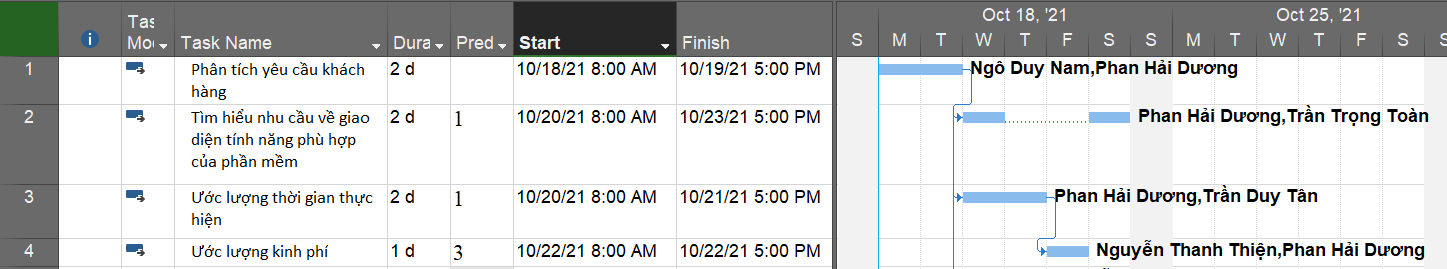 Oct 18, '21 Oct 25, '21
i Tas Mo Task Name Dura Pred Start Finish S M T W T F S S M T W T F S
1 Phân tích yêu cầu khách 2 d 10/18/21 8:00 AM 10/19/21 5:00 PM Ngô Duy Nam,Phan Hải Dương
hàng
2 Tìm hiểu nhu cầu về giao 2 d 1 10/20/21 8:00 AM 10/23/21 5:00 PM Phan Hải Dương,Trần Trọng Toàn
diện tính năng phù hợp
của phần mềm
3 Ước lượng thời gian thực 2 d 1 10/20/21 8:00 AM 10/21/21 5:00 PM Phan Hải Dương,Trần Duy Tân
hiện
4 Ước lượng kinh phí 1 d 3 10/22/21 8:00 AM 10/22/21 5:00 PM Nguyễn Thanh Thiện,Phan Hải Dương